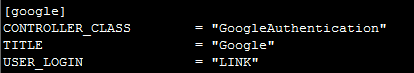 [google]
CONTROLLER_CLASS = "GoogleAuthentication"
TITLE = "Google"
USER_LOGIN = "LINK"